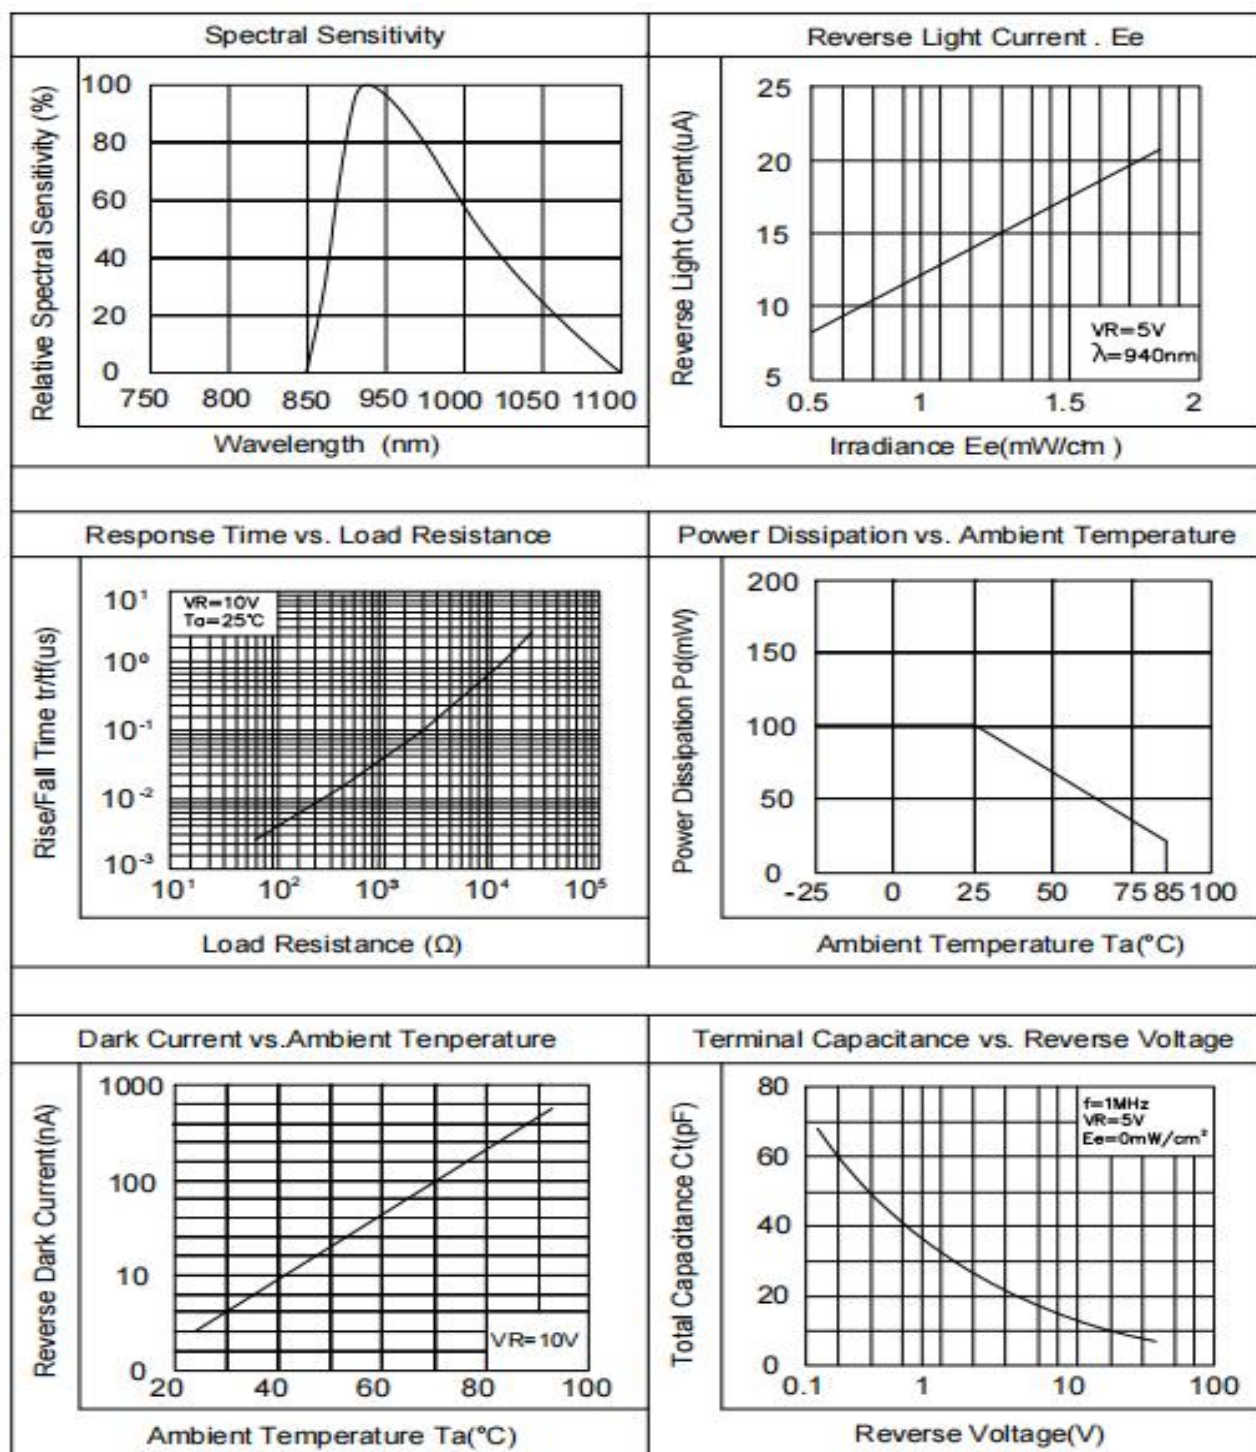 Spectral Sensitivity
Relative Spectral Sensitivity (%)
100
80
60
40
20
0
750 800 850 950 1000 1050 1100
Wavelength (nm)
Reverse Light Current . Ee
Reverse Light Current(uA)
25
20
15
10
5
VR=5V
λ=940nm
0.5 1 1.5 2
Irradiance Ee(mW/cm )
Response Time vs. Load Resistance
Rise/Fall Time tr/tf(us)
10¹
10⁰
10⁻¹
10⁻²
10⁻³
VR=10V
Ta=25℃
10¹ 10² 10³ 10⁴ 10⁵
Load Resistance (Ω)
Power Dissipation vs. Ambient Temperature
Power Dissipation Pd(mW)
200
150
100
50
0
-25 0 25 50 75 85 100
Ambient Temperature Ta(°C)
Dark Current vs.Ambient Tenperature
Reverse Dark Current(nA)
1000
100
10
0
VR=10V
20 40 60 80 100
Ambient Temperature Ta(°C)
Terminal Capacitance vs. Reverse Voltage
Total Capacitance Ct(pF)
80
60
40
20
0
f=1MHz
VR=5V
Ee=0mW/cm²
0.1 1 10 100
Reverse Voltage(V)